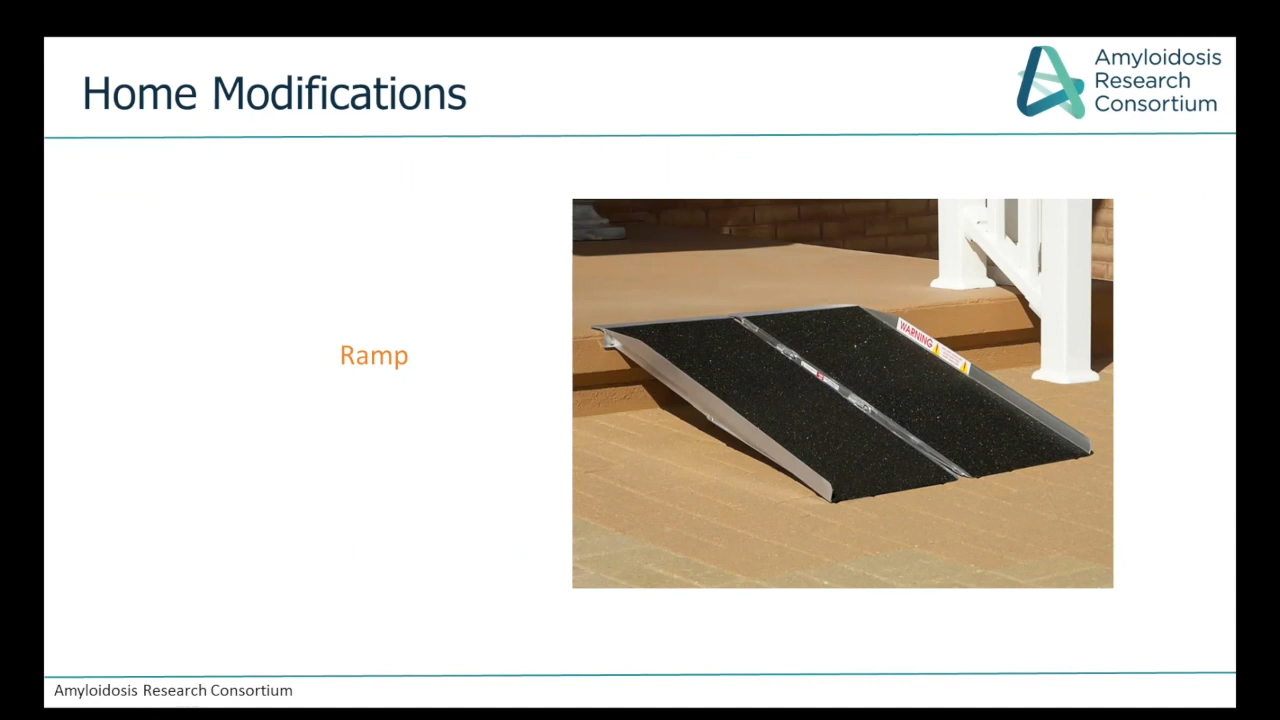 Home Modifications
Amyloidosis
Research
Consortium
Ramp
WARNING
Amyloidosis Research Consortium